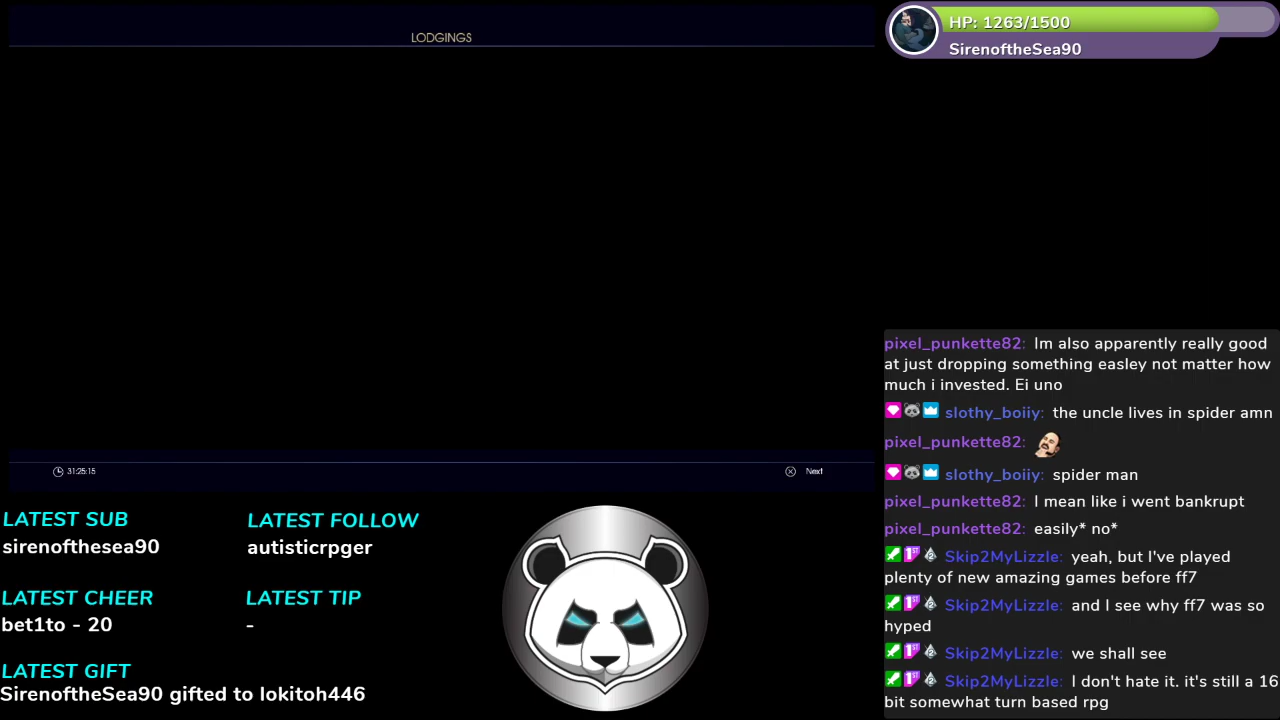 LODGINGS
31:25:15
Next
HP: 1263/1500
SirenoftheSea90
pixel_punkette82: Im also apparently really good
at just dropping something easley not matter how
much i invested. Ei uno
slothy_boiiy: the uncle lives in spider amn
pixel_punkette82:
slothy_boiiy: spider man
pixel_punkette82: I mean like i went bankrupt
pixel_punkette82: easily* no*
Skip2MyLizzle: yeah, but I've played
plenty of new amazing games before ff7
Skip2MyLizzle: and I see why ff7 was so
hyped
Skip2MyLizzle: we shall see
Skip2MyLizzle: I don't hate it. it's still a 16
bit somewhat turn based rpg
LATEST SUB
sirenofthesea90
LATEST FOLLOW
autisticrpger
LATEST CHEER
bet1to - 20
LATEST TIP
-
LATEST GIFT
SirenoftheSea90 gifted to lokitoh446